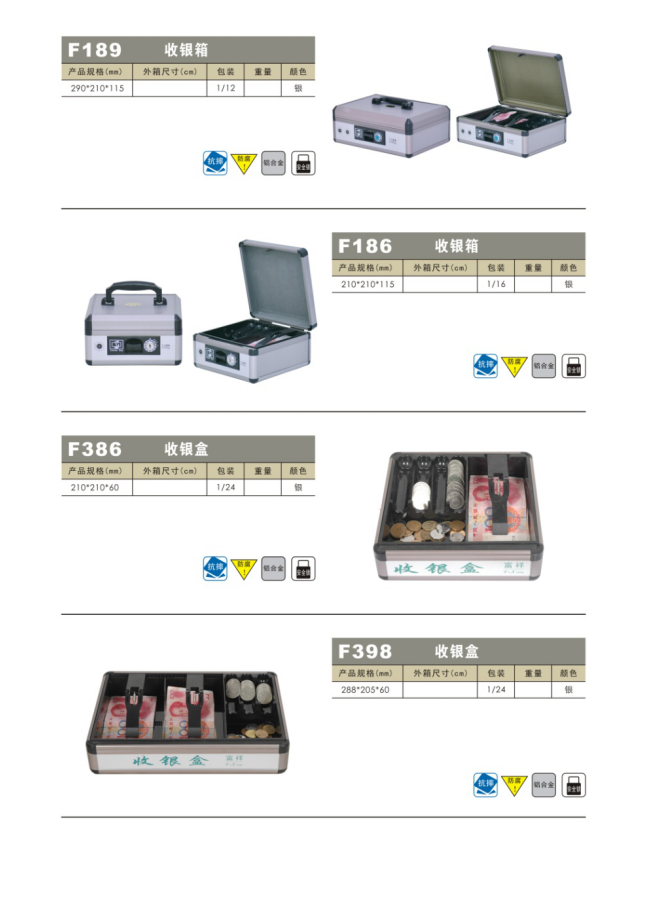 F189 收银箱
产品规格(mm) 外箱尺寸(cm) 包装 重量 颜色
290*210*115 1/12 银
抗摔 防腐 ! 铝合金 安全锁
F186 收银箱
产品规格(mm) 外箱尺寸(cm) 包装 重量 颜色
210*210*115 1/16 银
抗摔 防腐 ! 铝合金 安全锁
F386 收银盒
产品规格(mm) 外箱尺寸(cm) 包装 重量 颜色
210*210*60 1/24 银
收银盒 富祥
抗摔 防腐 ! 铝合金 安全锁
F398 收银盒
产品规格(mm) 外箱尺寸(cm) 包装 重量 颜色
288*205*60 1/24 银
收银盒 富祥
抗摔 防腐 ! 铝合金 安全锁